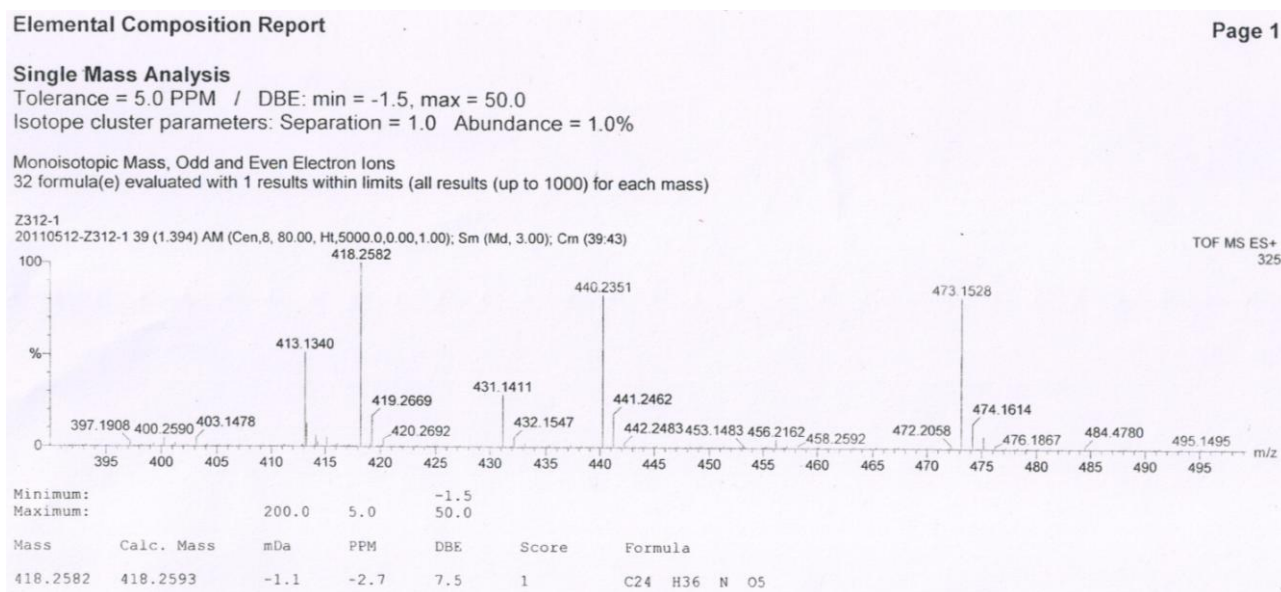 Elemental Composition Report Page 1
Single Mass Analysis
Tolerance = 5.0 PPM / DBE: min = -1.5, max = 50.0
Isotope cluster parameters: Separation = 1.0 Abundance = 1.0%
Monoisotopic Mass, Odd and Even Electron Ions
32 formula(e) evaluated with 1 results within limits (all results (up to 1000) for each mass)
Z312-1
20110512-Z312-1 39 (1.394) AM (Cen,8, 80.00, Ht,5000.0,0.00,1.00); Sm (Md, 3.00); Cm (39:43)
TOF MS ES+
325
100
418.2582
440.2351
473.1528
413.1340
%
431.1411
419.2669
441.2462
474.1614
397.1908 400.2590 403.1478 420.2692 432.1547 442.2483 453.1483 456.2162 458.2592 472.2058 476.1867 484.4780 495.1495
0
395 400 405 410 415 420 425 430 435 440 445 450 455 460 465 470 475 480 485 490 495 m/z
Minimum: -1.5
Maximum: 200.0 5.0 50.0
Mass Calc. Mass mDa PPM DBE Score Formula
418.2582 418.2593 -1.1 -2.7 7.5 1 C24 H36 N O5